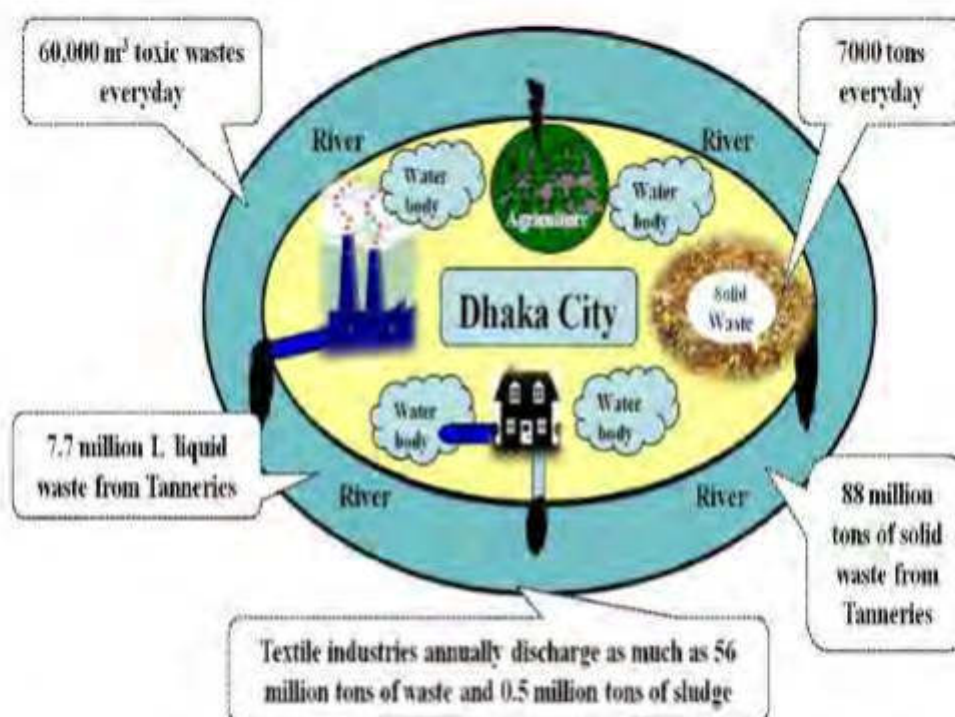 60,000 m³ toxic wastes
everyday
7000 tons
everyday
River
River
Water
body
Agriculture
Water
body
Dhaka City
Solid
Waste
Water
body
Water
body
7.7 million L liquid
waste from Tanneries
River
River
88 million
tons of solid
waste from
Tanneries
Textile industries annually discharge as much as 56
million tons of waste and 0.5 million tons of sludge